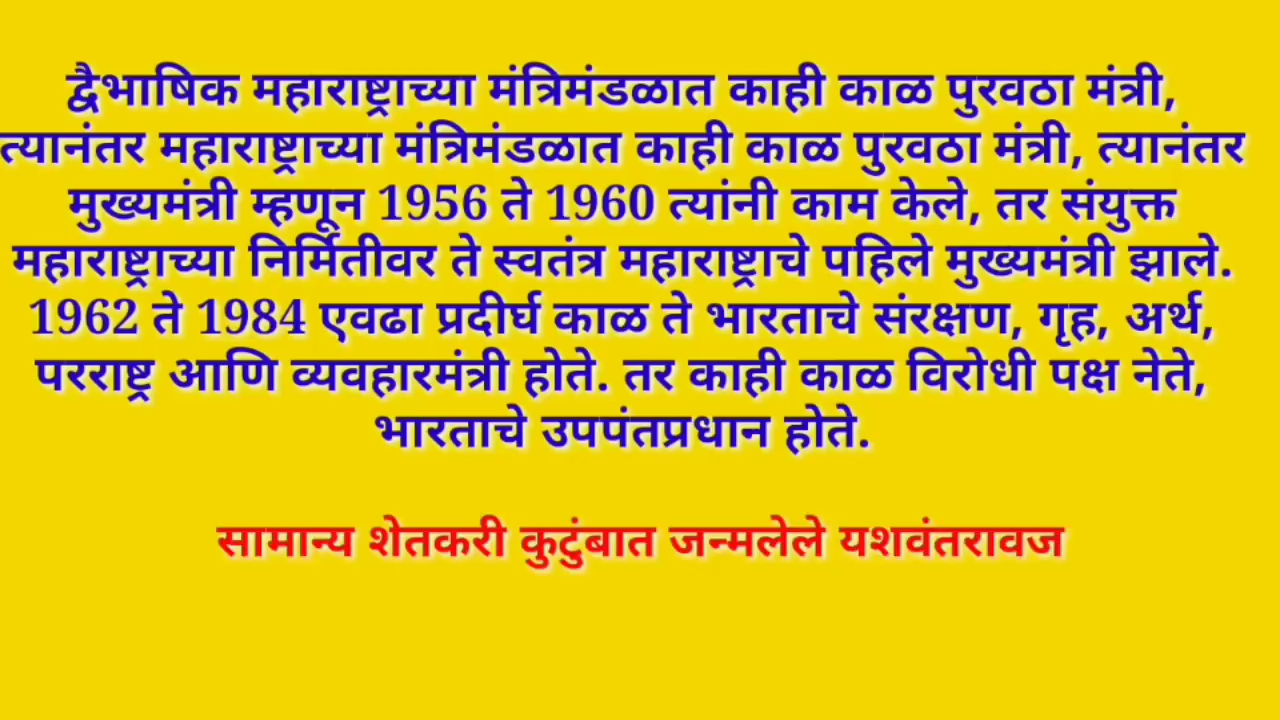 द्वैभाषिक महाराष्ट्राच्या मंत्रिमंडळात काही काळ पुरवठा मंत्री,
त्यानंतर महाराष्ट्राच्या मंत्रिमंडळात काही काळ पुरवठा मंत्री, त्यानंतर
मुख्यमंत्री म्हणून 1956 ते 1960 त्यांनी काम केले, तर संयुक्त
महाराष्ट्राच्या निर्मितीवर ते स्वतंत्र महाराष्ट्राचे पहिले मुख्यमंत्री झाले.
1962 ते 1984 एवढा प्रदीर्घ काळ ते भारताचे संरक्षण, गृह, अर्थ,
परराष्ट्र आणि व्यवहारमंत्री होते. तर काही काळ विरोधी पक्ष नेते,
भारताचे उपपंतप्रधान होते.
सामान्य शेतकरी कुटुंबात जन्मलेले यशवंतरावज